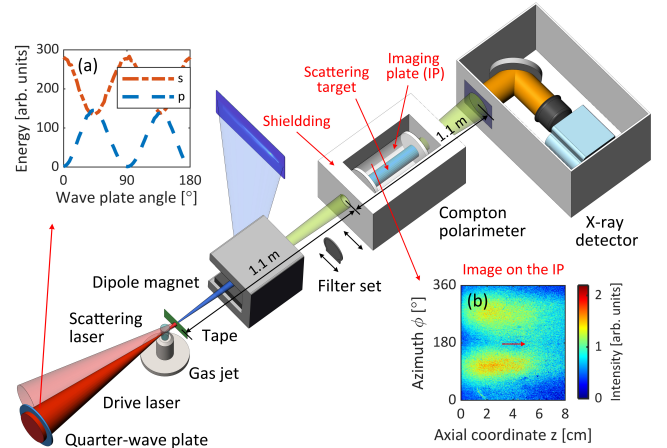 300
200
100
0
Energy [arb. units]
(a)
s
p
0
90
180
Wave plate angle [°]
Imaging
plate (IP)
Scattering
target
Shieldding
1.1 m
1.1 m
Compton
polarimeter
X-ray
detector
Filter set
Dipole magnet
Scattering
laser
Tape
Gas jet
Drive laser
Quarter-wave plate
Image on the IP
(b)
360
270
180
90
0
Azimuth ϕ [°]
0
2
4
6
8
Axial coordinate z [cm]
2
1
0
Intensity [arb. units]